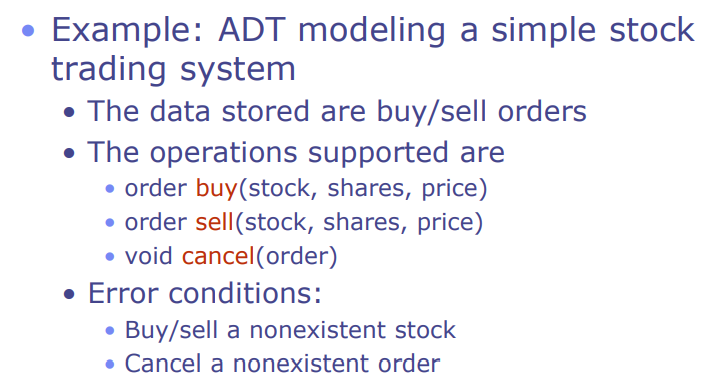 Example: ADT modeling a simple stock
trading system
The data stored are buy/sell orders
The operations supported are
order buy(stock, shares, price)
order sell(stock, shares, price)
void cancel(order)
Error conditions:
Buy/sell a nonexistent stock
Cancel a nonexistent order